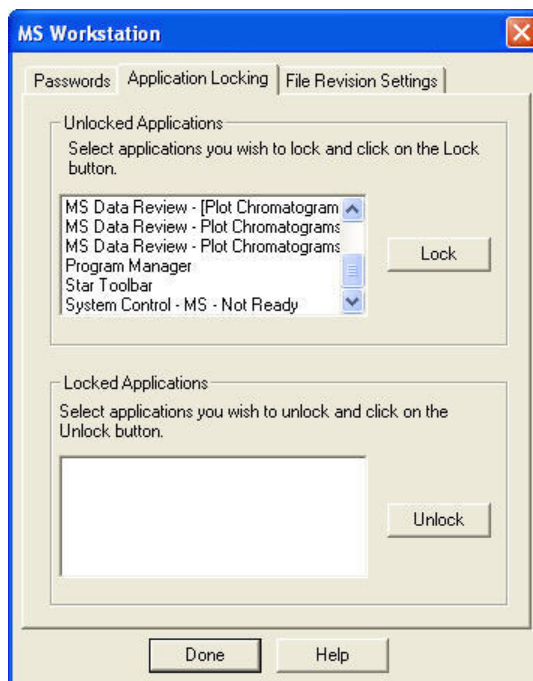 MS Workstation
Passwords
Application Locking
File Revision Settings
Unlocked Applications
Select applications you wish to lock and click on the Lock
button.
MS Data Review - [Plot Chromatogram
MS Data Review - Plot Chromatograms
MS Data Review - Plot Chromatograms
Program Manager
Star Toolbar
System Control - MS - Not Ready
Lock
Locked Applications
Select applications you wish to unlock and click on the
Unlock button.
Unlock
Done
Help